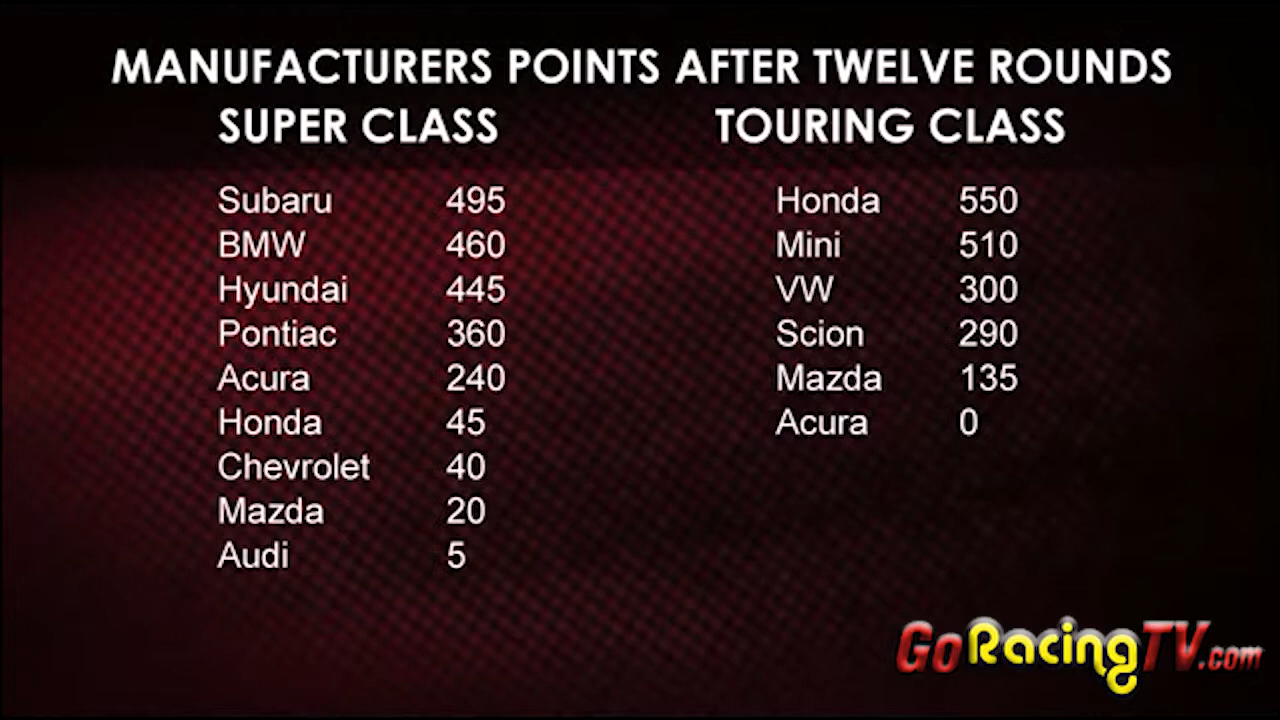 MANUFACTURERS POINTS AFTER TWELVE ROUNDS
SUPER CLASS
Subaru 495
BMW 460
Hyundai 445
Pontiac 360
Acura 240
Honda 45
Chevrolet 40
Mazda 20
Audi 5
TOURING CLASS
Honda 550
Mini 510
VW 300
Scion 290
Mazda 135
Acura 0
GoRacingTV.com